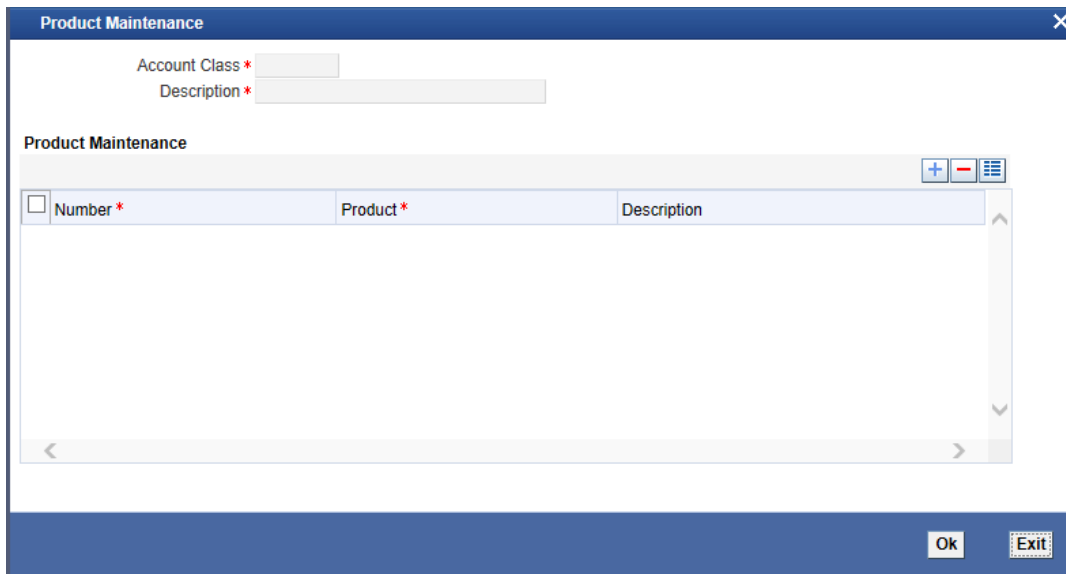 Product Maintenance
Account Class *
Description *
Product Maintenance
Number * Product * Description
Ok Exit